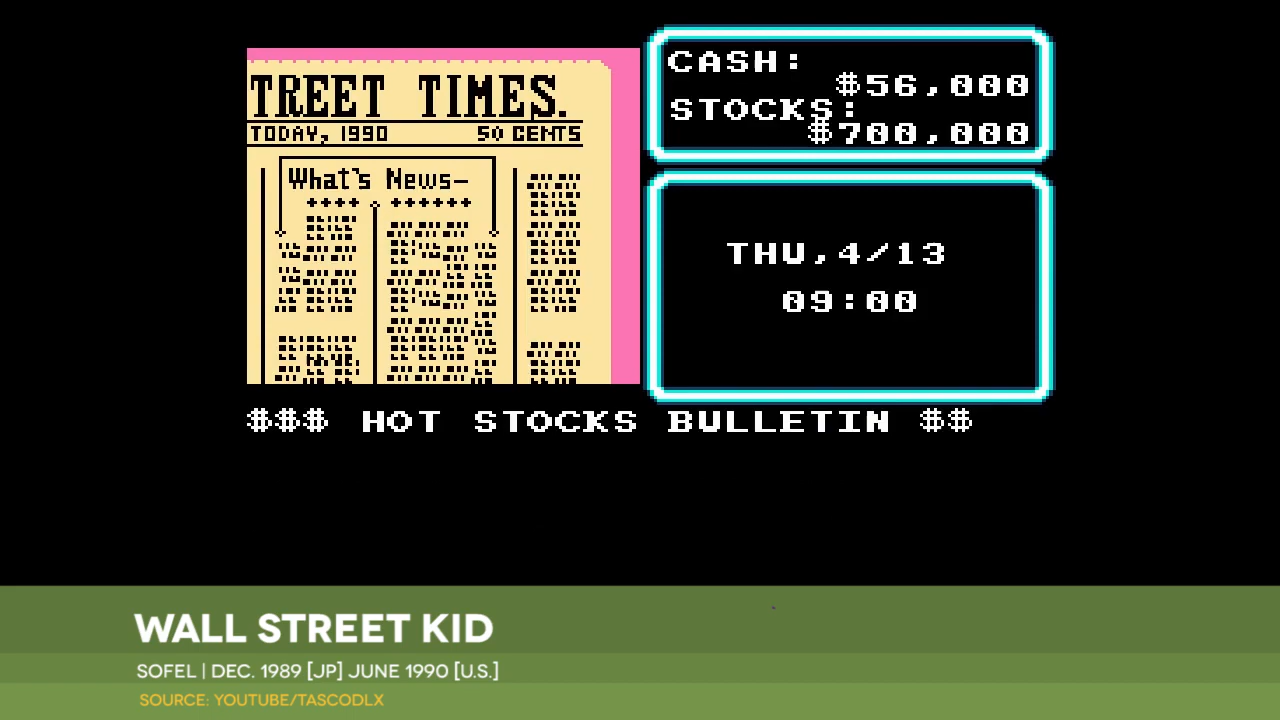 TREET TIMES.
TODAY, 1990 50 CENTS
What's News—
CASH:
$56,000
STOCKS:
$700,000
THU,4/13
09:00
### HOT STOCKS BULLETIN ##
WALL STREET KID
SOFEL | DEC. 1989 [JP] JUNE 1990 [U.S.]
SOURCE: YOUTUBE/TASCODLX